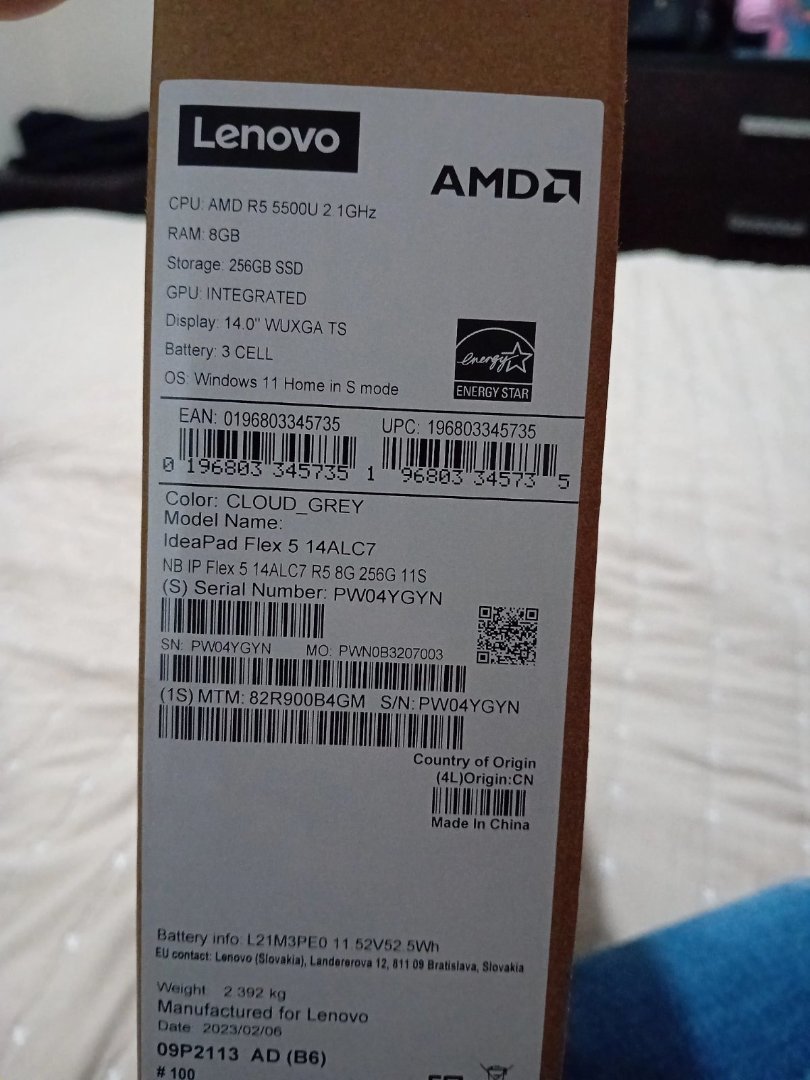 Lenovo
AMD
CPU: AMD R5 5500U 2.1GHz
RAM: 8GB
Storage: 256GB SSD
GPU: INTEGRATED
Display: 14.0" WUXGA TS
Battery: 3 CELL
OS: Windows 11 Home in S mode
energy
ENERGY STAR
EAN: 0196803345735
UPC: 196803345735
0 196803 345735
1 96803 34573 5
Color: CLOUD_GREY
Model Name:
IdeaPad Flex 5 14ALC7
NB IP Flex 5 14ALC7 R5 8G 256G 11S
(S) Serial Number: PW04YGYN
SN: PW04YGYN MO: PWN0B3207003
(1S) MTM: 82R900B4GM S/N: PW04YGYN
Country of Origin
(4L)Origin:CN
Made In China
Battery info: L21M3PE0 11.52V52.5Wh
EU contact: Lenovo (Slovakia), Landererova 12, 811 09 Bratislava, Slovakia
Weight 2.392 kg
Manufactured for Lenovo
Date 2023/02/06
09P2113 AD (B6)
# 100